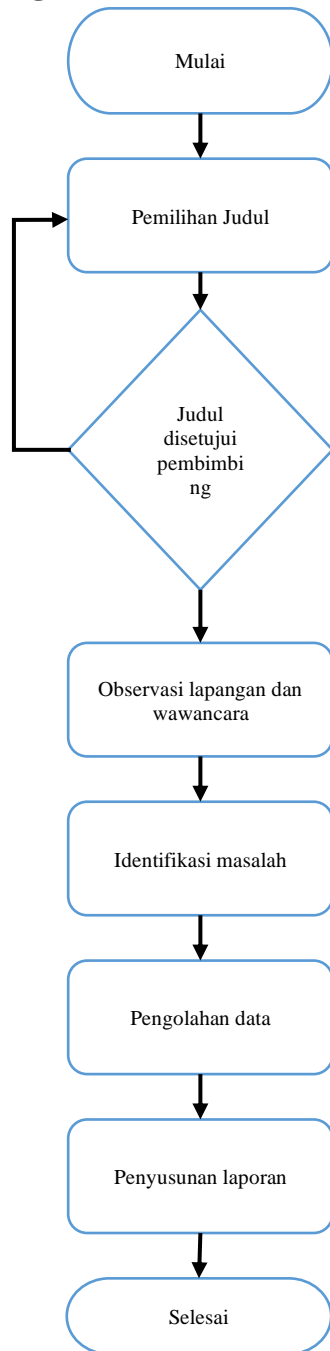 Mulai
Pemilihan Judul
Judul
disetujui
pembimbi
ng
Observasi lapangan dan
wawancara
Identifikasi masalah
Pengolahan data
Penyusunan laporan
Selesai